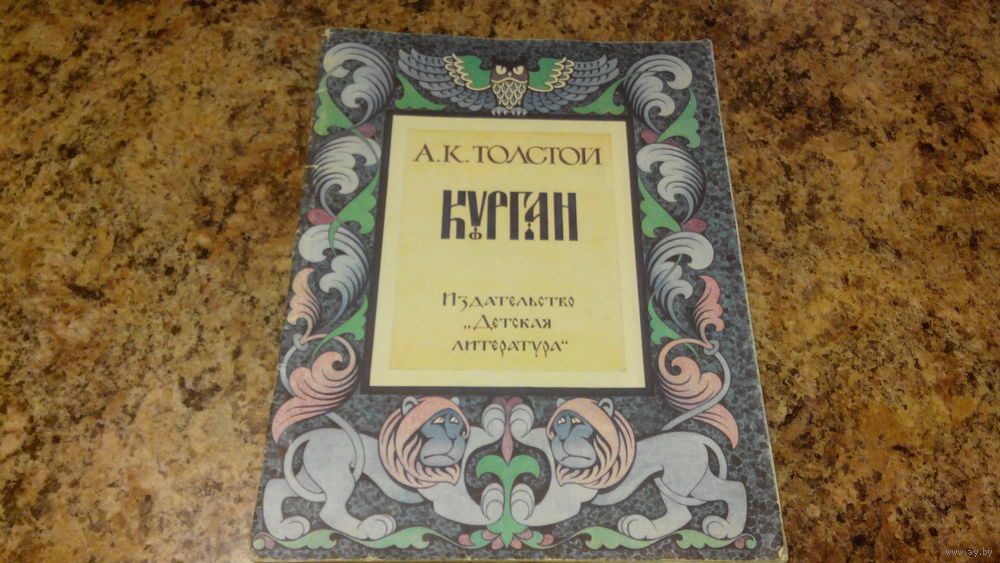 А.К.ТОЛСТОЙ
КУРГАН
Издательство
„Детская
литература“
www.ay.by